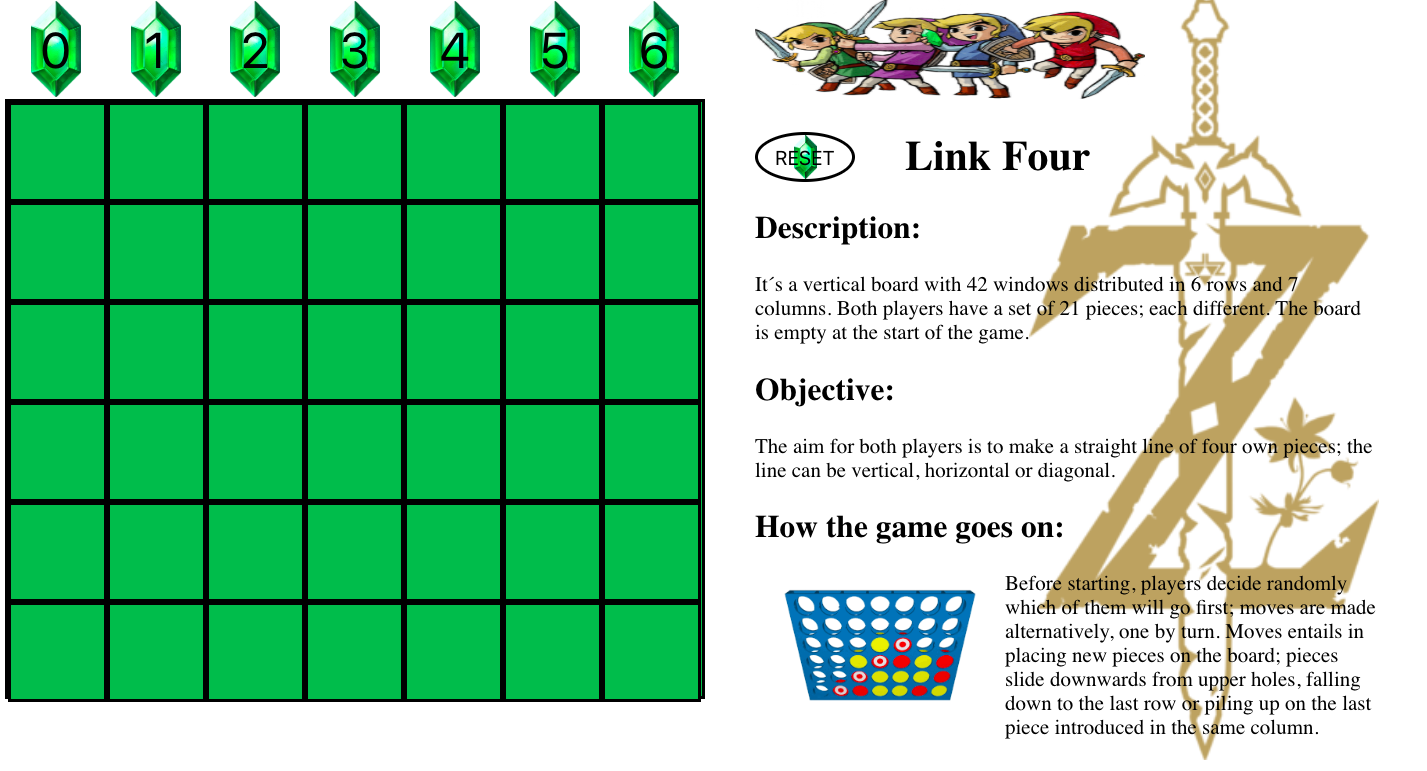 0 1 2 3 4 5 6
RESET
Link Four
Description:
It´s a vertical board with 42 windows distributed in 6 rows and 7
columns. Both players have a set of 21 pieces; each different. The board
is empty at the start of the game.
Objective:
The aim for both players is to make a straight line of four own pieces; the
line can be vertical, horizontal or diagonal.
How the game goes on:
Before starting, players decide randomly
which of them will go first; moves are made
alternatively, one by turn. Moves entails in
placing new pieces on the board; pieces
slide downwards from upper holes, falling
down to the last row or piling up on the last
piece introduced in the same column.